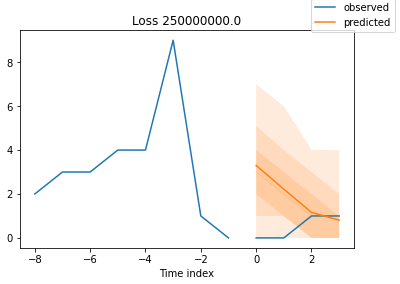 Loss 250000000.0
observed
predicted
8
6
4
2
0
−8 −6 −4 −2 0 2
Time index